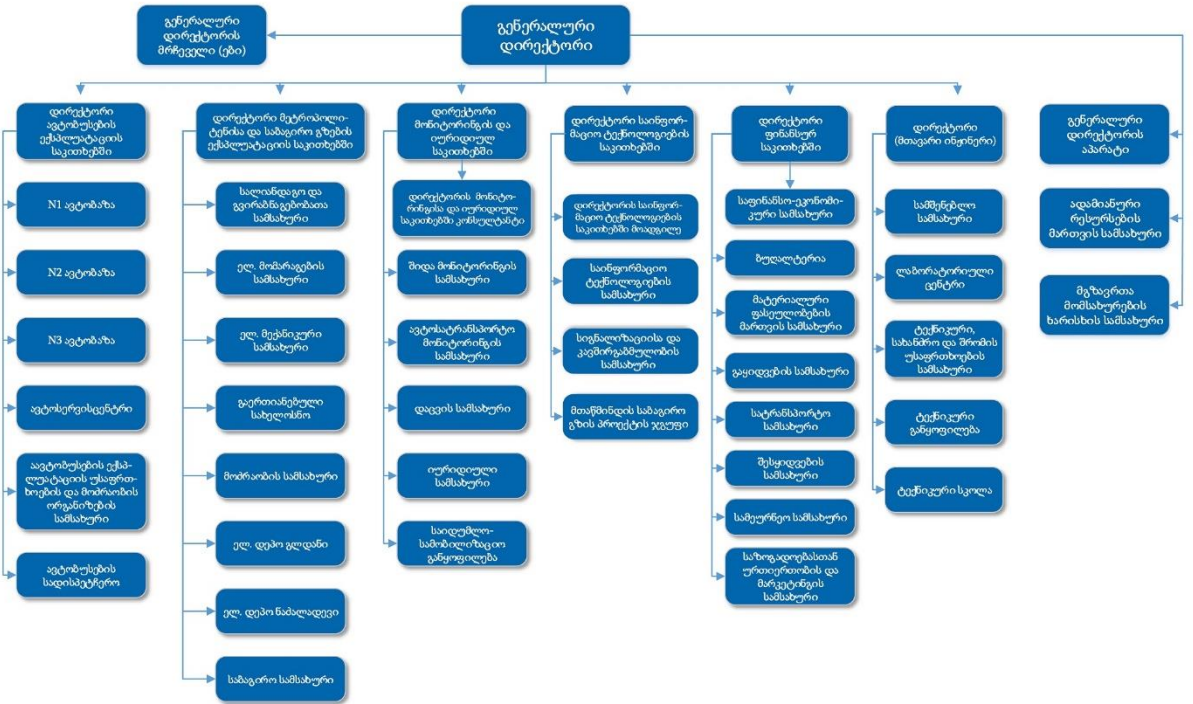 გენერალური
დირექტორის
მრჩეველი (ები)
გენერალური
დირექტორი
დირექტორი
ავტობუსების
ექსპლუატაციის
საკითხებში
N1 ავტობაზა
N2 ავტობაზა
N3 ავტობაზა
ავტოსერვისცენტრი
აავტობუსების ექსპ-
ლუატაციის უსაფრთ-
ხოების და მოძრაობის
ორგანიზების
სამსახური
ავტობუსების
სადისპეტჩერო
დირექტორი მეტროპოლი-
ტენისა და საბაგირო გზების
ექსპლუატაციის საკითხებში
სალიანდაგო და
გვირაბნაგებობათა
სამსახური
ელ. მომარაგების
სამსახური
ელ. მექანიკური
სამსახური
გაერთიანებული
სახელოსნო
მოძრაობის სამსახური
ელ. დეპო გლდანი
ელ. დეპო ნაძალადევი
საბაგირო სამსახური
დირექტორი
მონიტორინგის და
იურიდიულ
საკითხებში
დირექტორის მონიტო-
რინგისა და იურიდიულ
საკითხებში კონსულტანტი
შიდა მონიტორინგის
სამსახური
ავტოსატრანსპორტო
მონიტორინგის
სამსახური
დაცვის სამსახური
იურიდიული
სამსახური
საიდუმლო-
სამობილიზაციო
განყოფილება
დირექტორი საინფორ-
მაციო ტექნოლოგიების
საკითხებში
დირექტორის საინფორ-
მაციო ტექნოლოგიების
საკითხებში მოადგილე
საინფორმაციო
ტექნოლოგიების
სამსახური
სიგნალიზაციისა და
კავშირგაბმულობის
სამსახური
მთაწმინდის საბაგირო
გზის პროექტის ჯგუფი
დირექტორი
ფინანსურ
საკითხებში
საფინანსო-ეკონომი-
კური სამსახური
ბუღალტერია
მატერიალური
ფასეულობების
მართვის სამსახური
გაყიდვების სამსახური
სატრანსპორტო
სამსახური
შესყიდვების
სამსახური
სამეურნეო სამსახური
საზოგადოებასთან
ურთიერთობის და
მარკეტინგის
სამსახური
დირექტორი
(მთავარი ინჟინერი)
სამშენებლო
სამსახური
ლაბორატორიული
ცენტრი
ტექნიკური,
სახანძრო და შრომის
უსაფრთხოების
სამსახური
ტექნიკური
განყოფილება
ტექნიკური სკოლა
გენერალური
დირექტორის
აპარატი
ადამიანური
რესურსების
მართვის სამსახური
მგზავრთა
მომსახურების
ხარისხის სამსახური